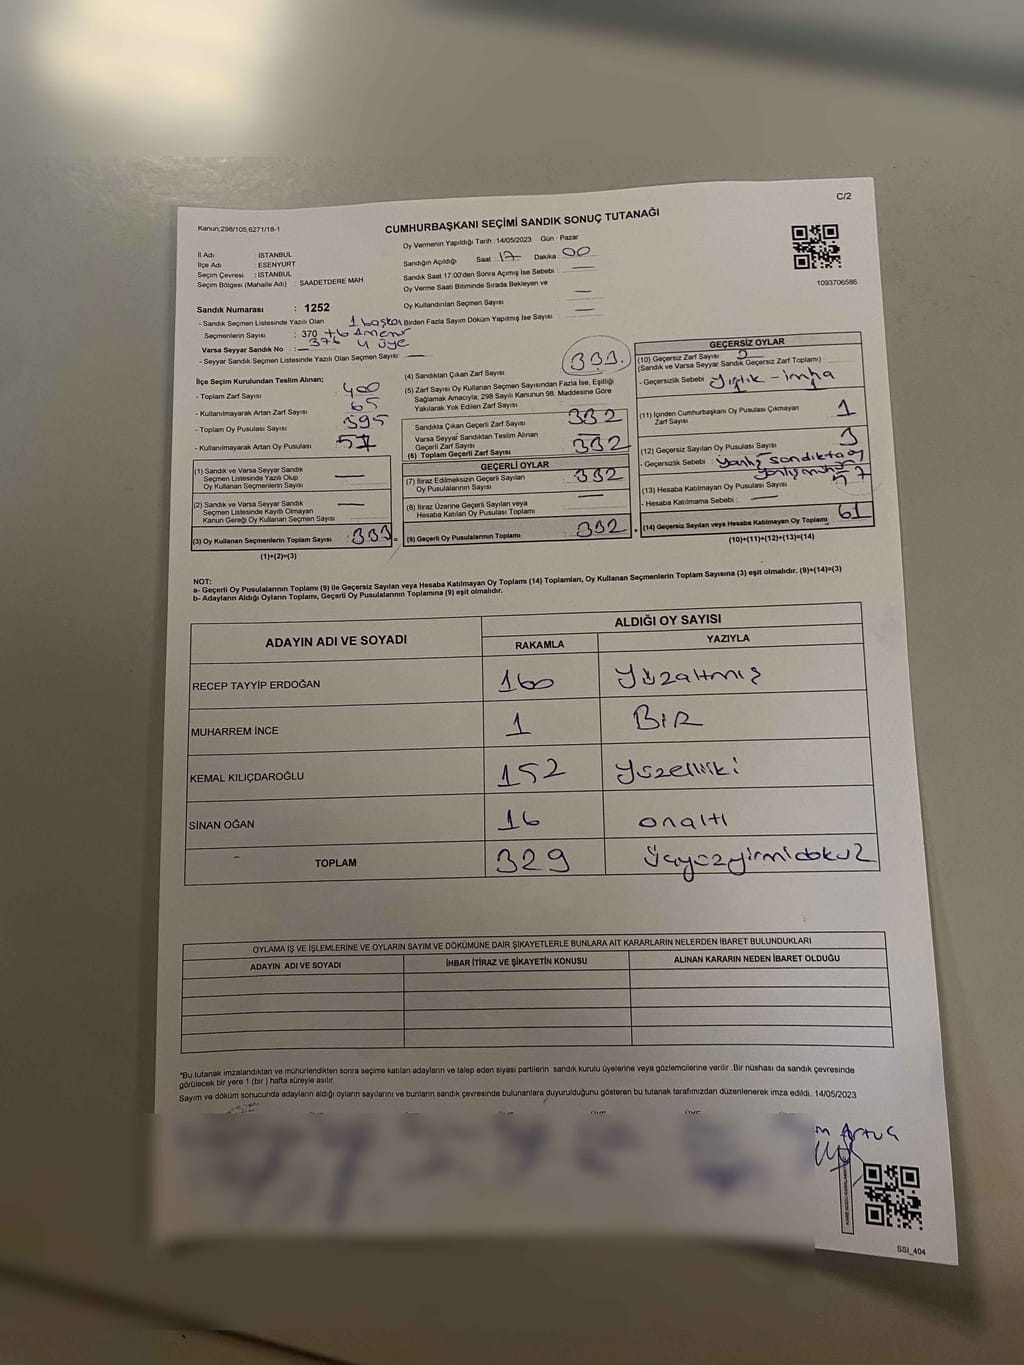 C/2
Kanun,298/105,6271/18-1
CUMHURBAŞKANI SEÇİMİ SANDIK SONUÇ TUTANAĞI
Oy Vermenin Yapıldığı Tarih :14/05/2023 Gün : Pazar
İl Adı : İSTANBUL
İlçe Adı : ESENYURT
Seçim Çevresi : İSTANBUL
Seçim Bölgesi (Mahalle Adı) : SAADETDERE MAH
Sandığın Açıldığı Saat 17 Dakika 00
Sandık Saat 17:00'den Sonra Açılmış İse Sebebi
Oy Verme Saati Bitiminde Sırada Bekleyen ve
Oy Kullandırılan Seçmen Sayısı
1093706586
Sandık Numarası : 1252
- Sandık Seçmen Listesinde Yazılı Olan
Seçmenlerin Sayısı : 370
376 4 üye
Birden Fazla Sayım Döküm Yapılmış İse Sayısı :
Varsa Seyyar Sandık No :
- Seyyar Sandık Seçmen Listesinde Yazılı Olan Seçmen Sayısı:
İlçe Seçim Kurulundan Teslim Alınan;
- Toplam Zarf Sayısı : 400
- Kullanılmayarak Artan Zarf Sayısı : 65
- Toplam Oy Pusulası Sayısı : 395
- Kullanılmayarak Artan Oy Pusulası : 57
(1) Sandık ve Varsa Seyyar Sandık
Seçmen Listesinde Yazılı Olup
Oy Kullanan Seçmenlerin Sayısı
(2) Sandık ve Varsa Seyyar Sandık
Seçmen Listesinde Kayıtlı Olmayan
Kanun Gereği Oy Kullanan Seçmen Sayısı
(3) Oy Kullanan Seçmenlerin Toplam Sayısı : 333 =
(1)+(2)=(3)
(4) Sandıktan Çıkan Zarf Sayısı 333.
(5) Zarf Sayısı Oy Kullanan Seçmen Sayısından Fazla İse, Eşitliği
Sağlamak Amacıyla; 298 Sayılı Kanunun 98. Maddesine Göre
Yakılarak Yok Edilen Zarf Sayısı
Sandıkta Çıkan Geçerli Zarf Sayısı 332
Varsa Seyyar Sandıktan Teslim Alınan
Geçerli Zarf Sayısı
(6) Toplam Geçerli Zarf Sayısı 332
GEÇERLİ OYLAR
(7) İtiraz Edilmeksizin Geçerli Sayılan
Oy Pusulalarının Sayısı 332
(8) İtiraz Üzerine Geçerli Sayılan veya
Hesaba Katılan Oy Pusulası Toplamı
(9) Geçerli Oy Pusulalarının Toplamı 332
GEÇERSİZ OYLAR
(10) Geçersiz Zarf Sayısı
(Sandık ve Varsa Seyyar Sandık Geçersiz Zarf Toplamı)
- Geçersizlik Sebebi : Yırtık - imha
(11) İçinden Cumhurbaşkanı Oy Pusulası Çıkmayan
Zarf Sayısı 1
(12) Geçersiz Sayılan Oy Pusulası Sayısı 3
- Geçersizlik Sebebi : yanlış sandıkta oy
(13) Hesaba Katılmayan Oy Pusulası Sayısı 57
- Hesaba Katılmama Sebebi :
(14) Geçersiz Sayılan veya Hesaba Katılmayan Oy Toplamı 61
(10)+(11)+(12)+(13)=(14)
NOT:
a- Geçerli Oy Pusulalarının Toplamı (9) ile Geçersiz Sayılan veya Hesaba Katılmayan Oy Toplamı (14) Toplamları, Oy Kullanan Seçmenlerin Toplam Sayısına (3) eşit olmalıdır. (9)+(14)=(3)
b- Adayların Aldığı Oyların Toplamı, Geçerli Oy Pusulalarının Toplamına (9) eşit olmalıdır.
ADAYIN ADI VE SOYADI
ALDIĞI OY SAYISI
RAKAMLA YAZIYLA
RECEP TAYYİP ERDOĞAN 160 Yüzaltmış
MUHARREM İNCE 1 BİR
KEMAL KILIÇDAROĞLU 152 Yüzelliiki
SİNAN OĞAN 16 onaltı
TOPLAM 329 üçyüzyirmidokuz
OYLAMA İŞ VE İŞLEMLERİNE VE OYLARIN SAYIM VE DÖKÜMÜNE DAİR ŞİKAYETLERLE BUNLARA AİT KARARLARIN NELERDEN İBARET BULUNDUKLARI
ADAYIN ADI VE SOYADI İHBAR İTİRAZ VE ŞİKAYETİN KONUSU ALINAN KARARIN NEDEN İBARET OLDUĞU
*Bu tutanak imzalandıktan ve mühürlendikten sonra seçime katılan adayların ve talep eden siyasi partilerin sandık kurulu üyelerine veya gözlemcilerine verilir .Bir nüshası da sandık çevresinde
görülecek bir yere 1 (bir ) hafta süreyle asılır.
Sayım ve döküm sonucunda adayların aldığı oyların sayılarını ve bunların sandık çevresinde bulunanlara duyurulduğunu gösteren bu tutanak tarafımızdan düzenlenerek imza edildi. 14/05/2023
SSI_404